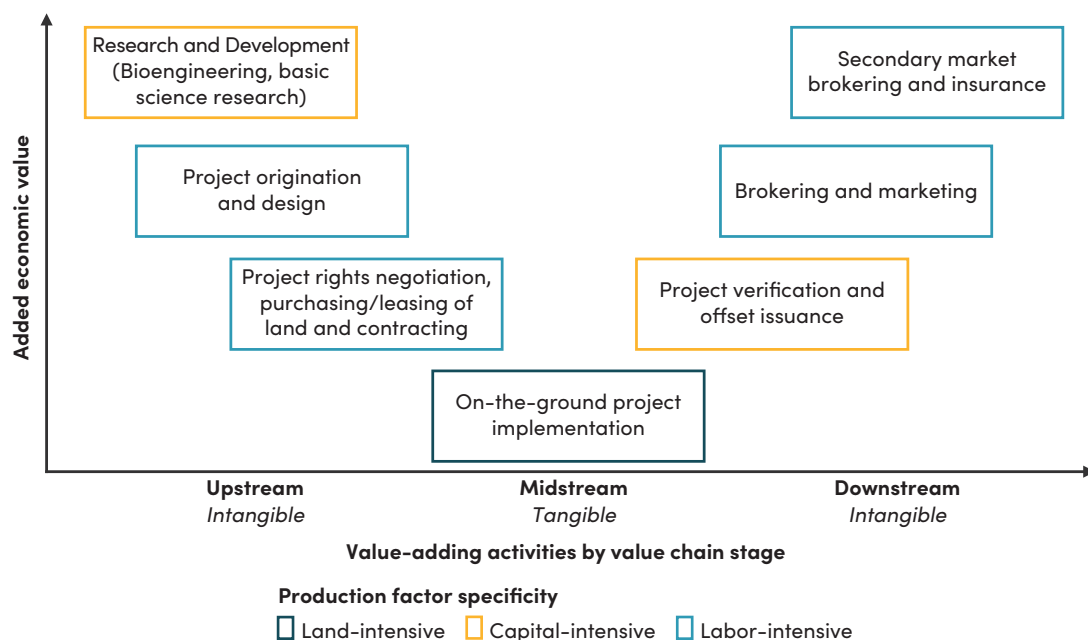 Added economic value
Research and Development
(Bioengineering, basic
science research)
Secondary market
brokering and insurance
Project origination
and design
Brokering and marketing
Project rights negotiation,
purchasing/leasing of
land and contracting
Project verification and
offset issuance
On-the-ground project
implementation
Upstream
Intangible
Midstream
Tangible
Downstream
Intangible
Value-adding activities by value chain stage
Production factor specificity
Land-intensive
Capital-intensive
Labor-intensive